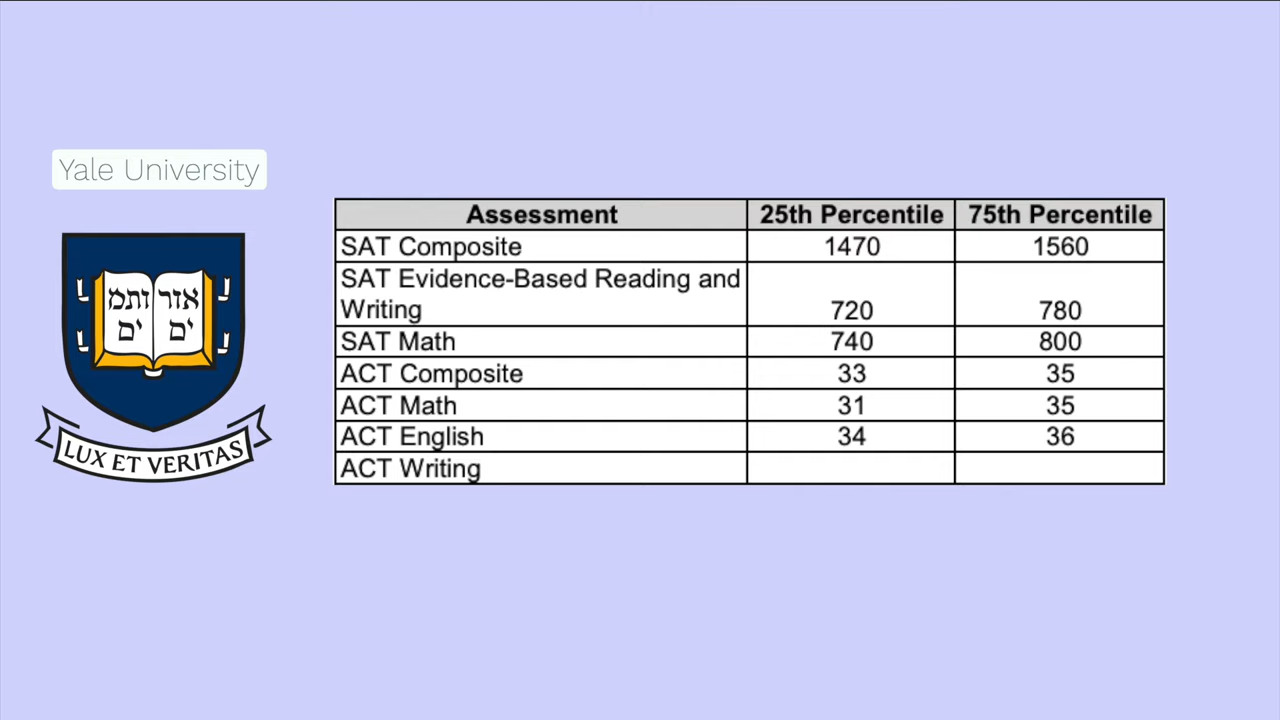 Yale University
אזר
ותמ
ים
ים
LUX ET VERITAS
Assessment 25th Percentile 75th Percentile
SAT Composite 1470 1560
SAT Evidence-Based Reading and
Writing 720 780
SAT Math 740 800
ACT Composite 33 35
ACT Math 31 35
ACT English 34 36
ACT Writing